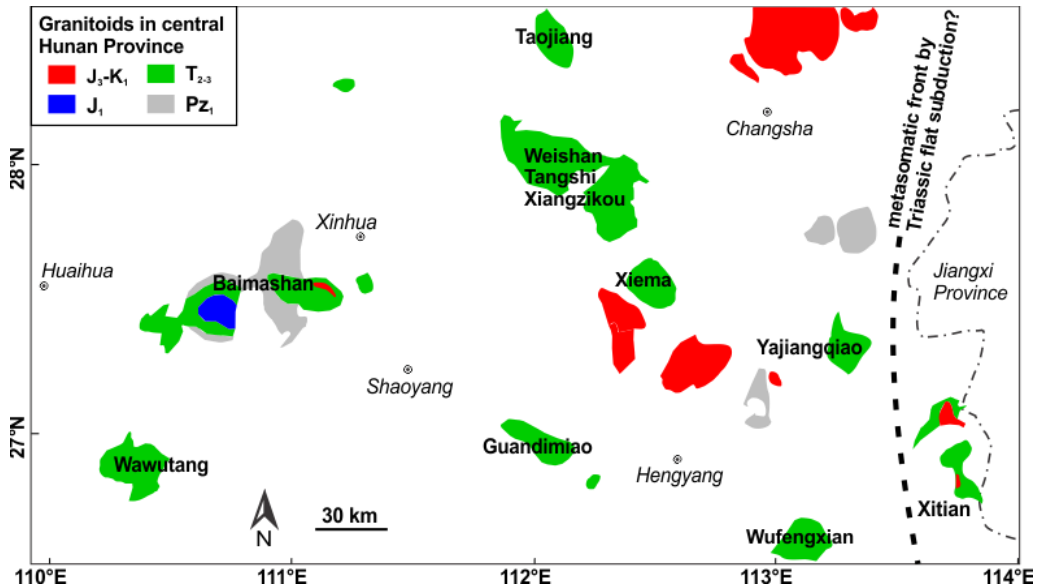 Granitoids in central
Hunan Province
J₃-K₁
T₂₋₃
J₁
Pz₁
Taojiang
Changsha
metasomatic front by
Triassic flat subduction?
28°N
Weishan
Tangshi
Xiangzikou
Xinhua
Huaihua
Baimashan
Xiema
Jiangxi
Province
Yajiangqiao
Shaoyang
27°N
Wawutang
Guandimiao
Hengyang
Xitian
30 km
N
Wufengxian
110°E
111°E
112°E
113°E
114°E